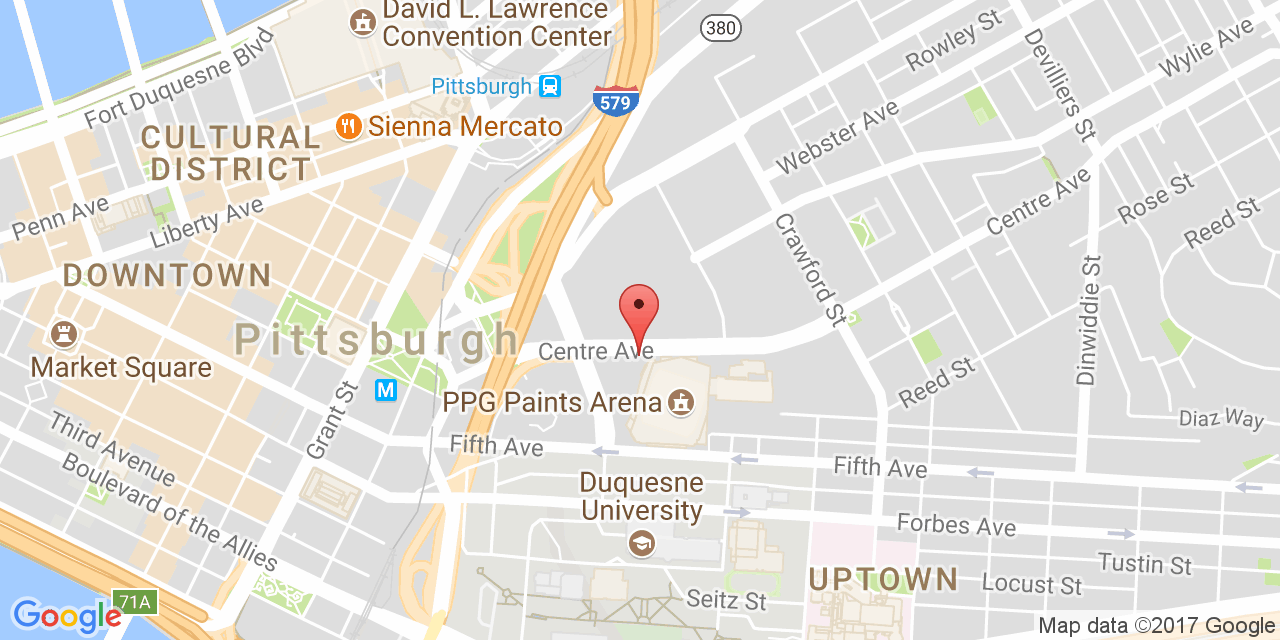 David L. Lawrence
Convention Center
380
Rowley St
Devilliers St
Wylie Ave
Fort Duquesne Blvd
Pittsburgh
579
Sienna Mercato
CULTURAL
DISTRICT
Webster Ave
Penn Ave
Liberty Ave
Centre Ave
Rose St
Reed St
Crawford St
DOWNTOWN
Dinwiddie St
Pittsburgh
Market Square
Centre Ave
M
PPG Paints Arena
Reed St
Grant St
Diaz Way
Third Avenue
Boulevard of the Allies
Fifth Ave
Fifth Ave
Duquesne
University
Forbes Ave
Tustin St
UPTOWN
Locust St
Seitz St
71A
Google
Map data ©2017 Google